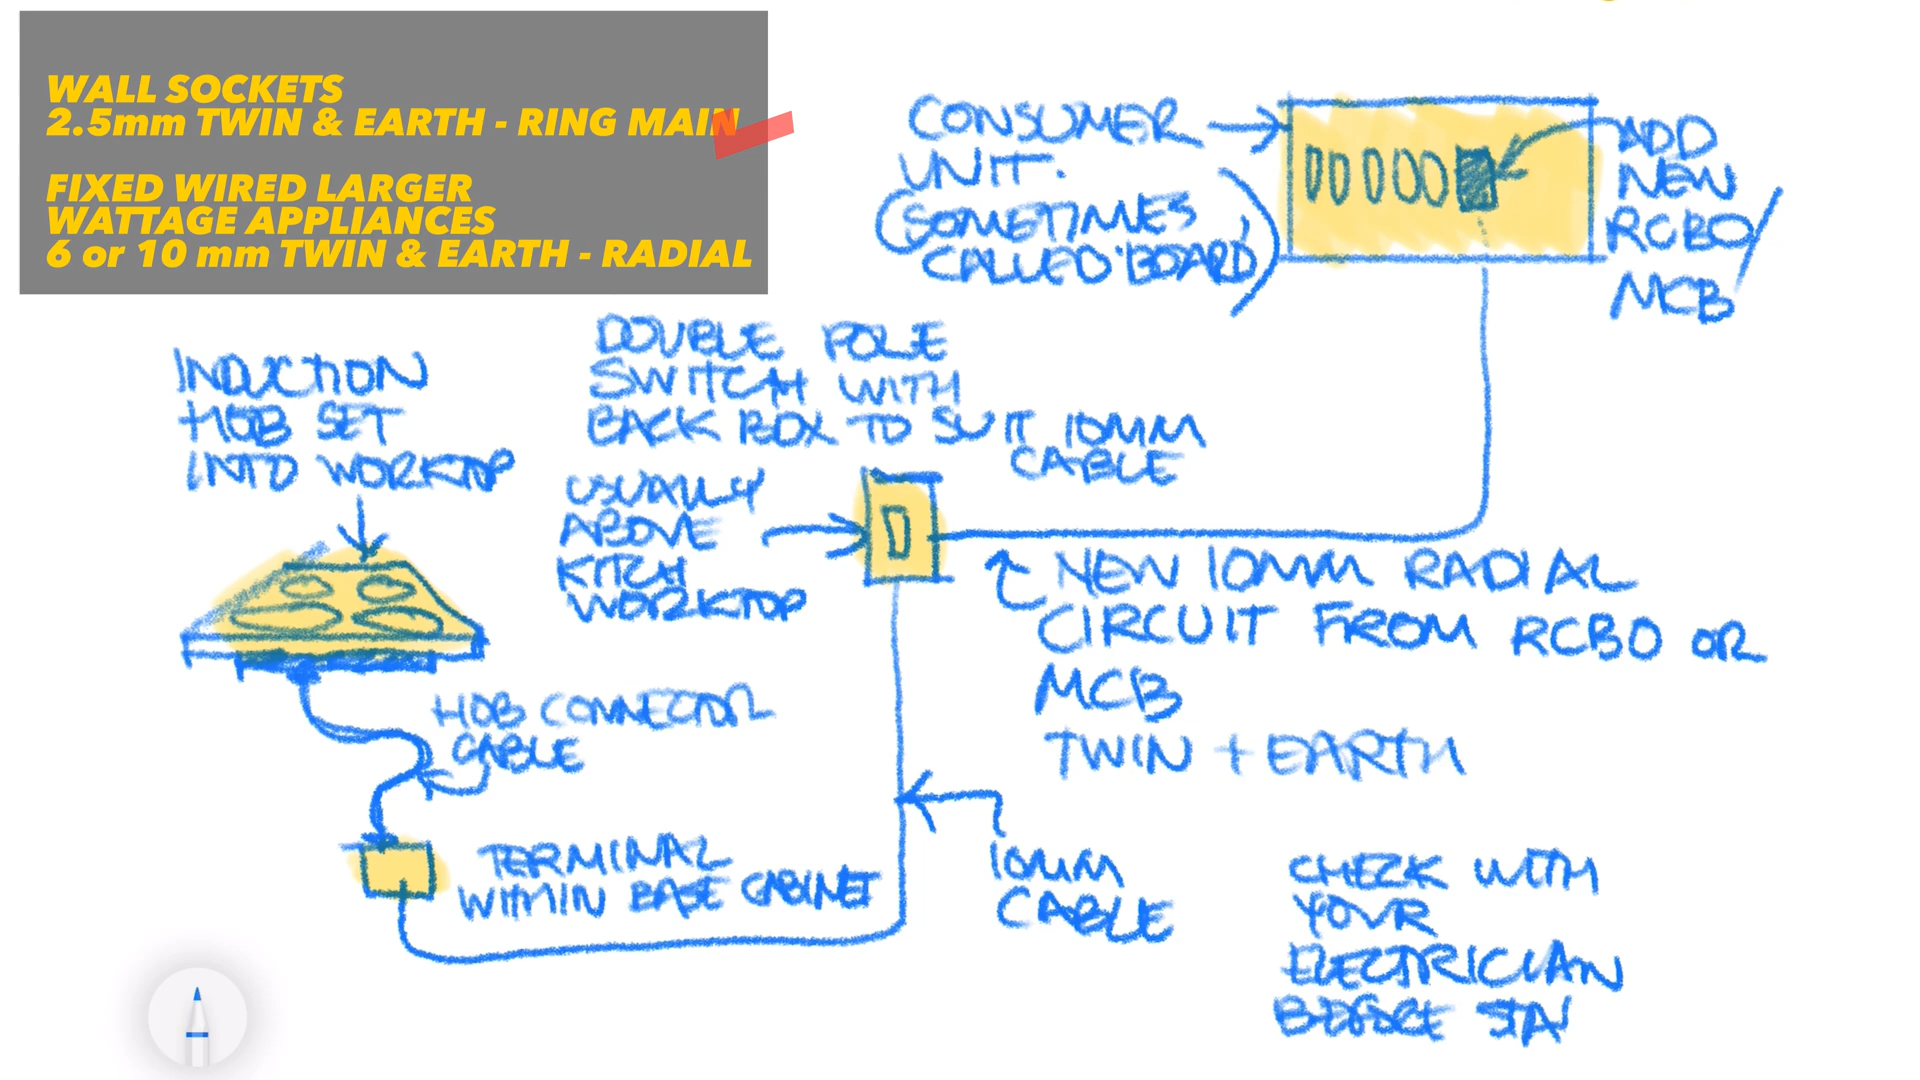 WALL SOCKETS
2.5mm TWIN & EARTH - RING MAIN
FIXED WIRED LARGER
WATTAGE APPLIANCES
6 or 10 mm TWIN & EARTH - RADIAL
CONSUMER
UNIT.
(SOMETIMES
CALLED 'BOARD')
ADD
NEW
RCBO/
MCB
INDUCTION
HOB SET
INTO WORKTOP
DOUBLE POLE
SWITCH WITH
BACK BOX TO SUIT 10MM
CABLE
USUALLY
ABOVE
KITCH
WORKTOP
NEW 10MM RADIAL
CIRCUIT FROM RCBO OR
MCB
TWIN + EARTH
HOB CONNECTOR
CABLE
TERMINAL
WITHIN BASE CABINET
10MM
CABLE
CHECK WITH
YOUR
ELECTRICIAN
BEFORE STA